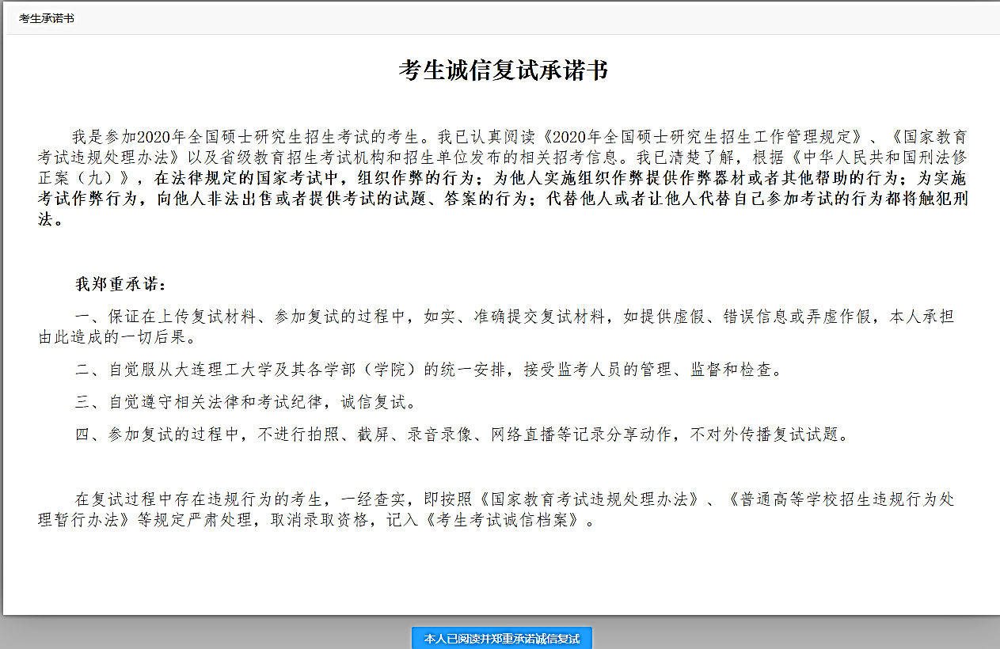 考生承诺书
考生诚信复试承诺书
我是参加2020年全国硕士研究生招生考试的考生。我已认真阅读《2020年全国硕士研究生招生工作管理规定》、《国家教育
考试违规处理办法》以及省级教育招生考试机构和招生单位发布的相关招考信息。我已清楚了解，根据《中华人民共和国刑法修
正案（九）》，在法律规定的国家考试中，组织作弊的行为；为他人实施组织作弊提供作弊器材或者其他帮助的行为；为实施
考试作弊行为，向他人非法出售或者提供考试的试题、答案的行为；代替他人或者让他人代替自己参加考试的行为都将触犯刑
法。
我郑重承诺：
一、保证在上传复试材料、参加复试的过程中，如实、准确提交复试材料，如提供虚假、错误信息或弄虚作假，本人承担
由此造成的一切后果。
二、自觉服从大连理工大学及其各学部（学院）的统一安排，接受监考人员的管理、监督和检查。
三、自觉遵守相关法律和考试纪律，诚信复试。
四、参加复试的过程中，不进行拍照、截屏、录音录像、网络直播等记录分享动作，不对外传播复试试题。
在复试过程中存在违规行为的考生，一经查实，即按照《国家教育考试违规处理办法》、《普通高等学校招生违规行为处
理暂行办法》等规定严肃处理，取消录取资格，记入《考生考试诚信档案》。
本人已阅读并郑重承诺诚信复试